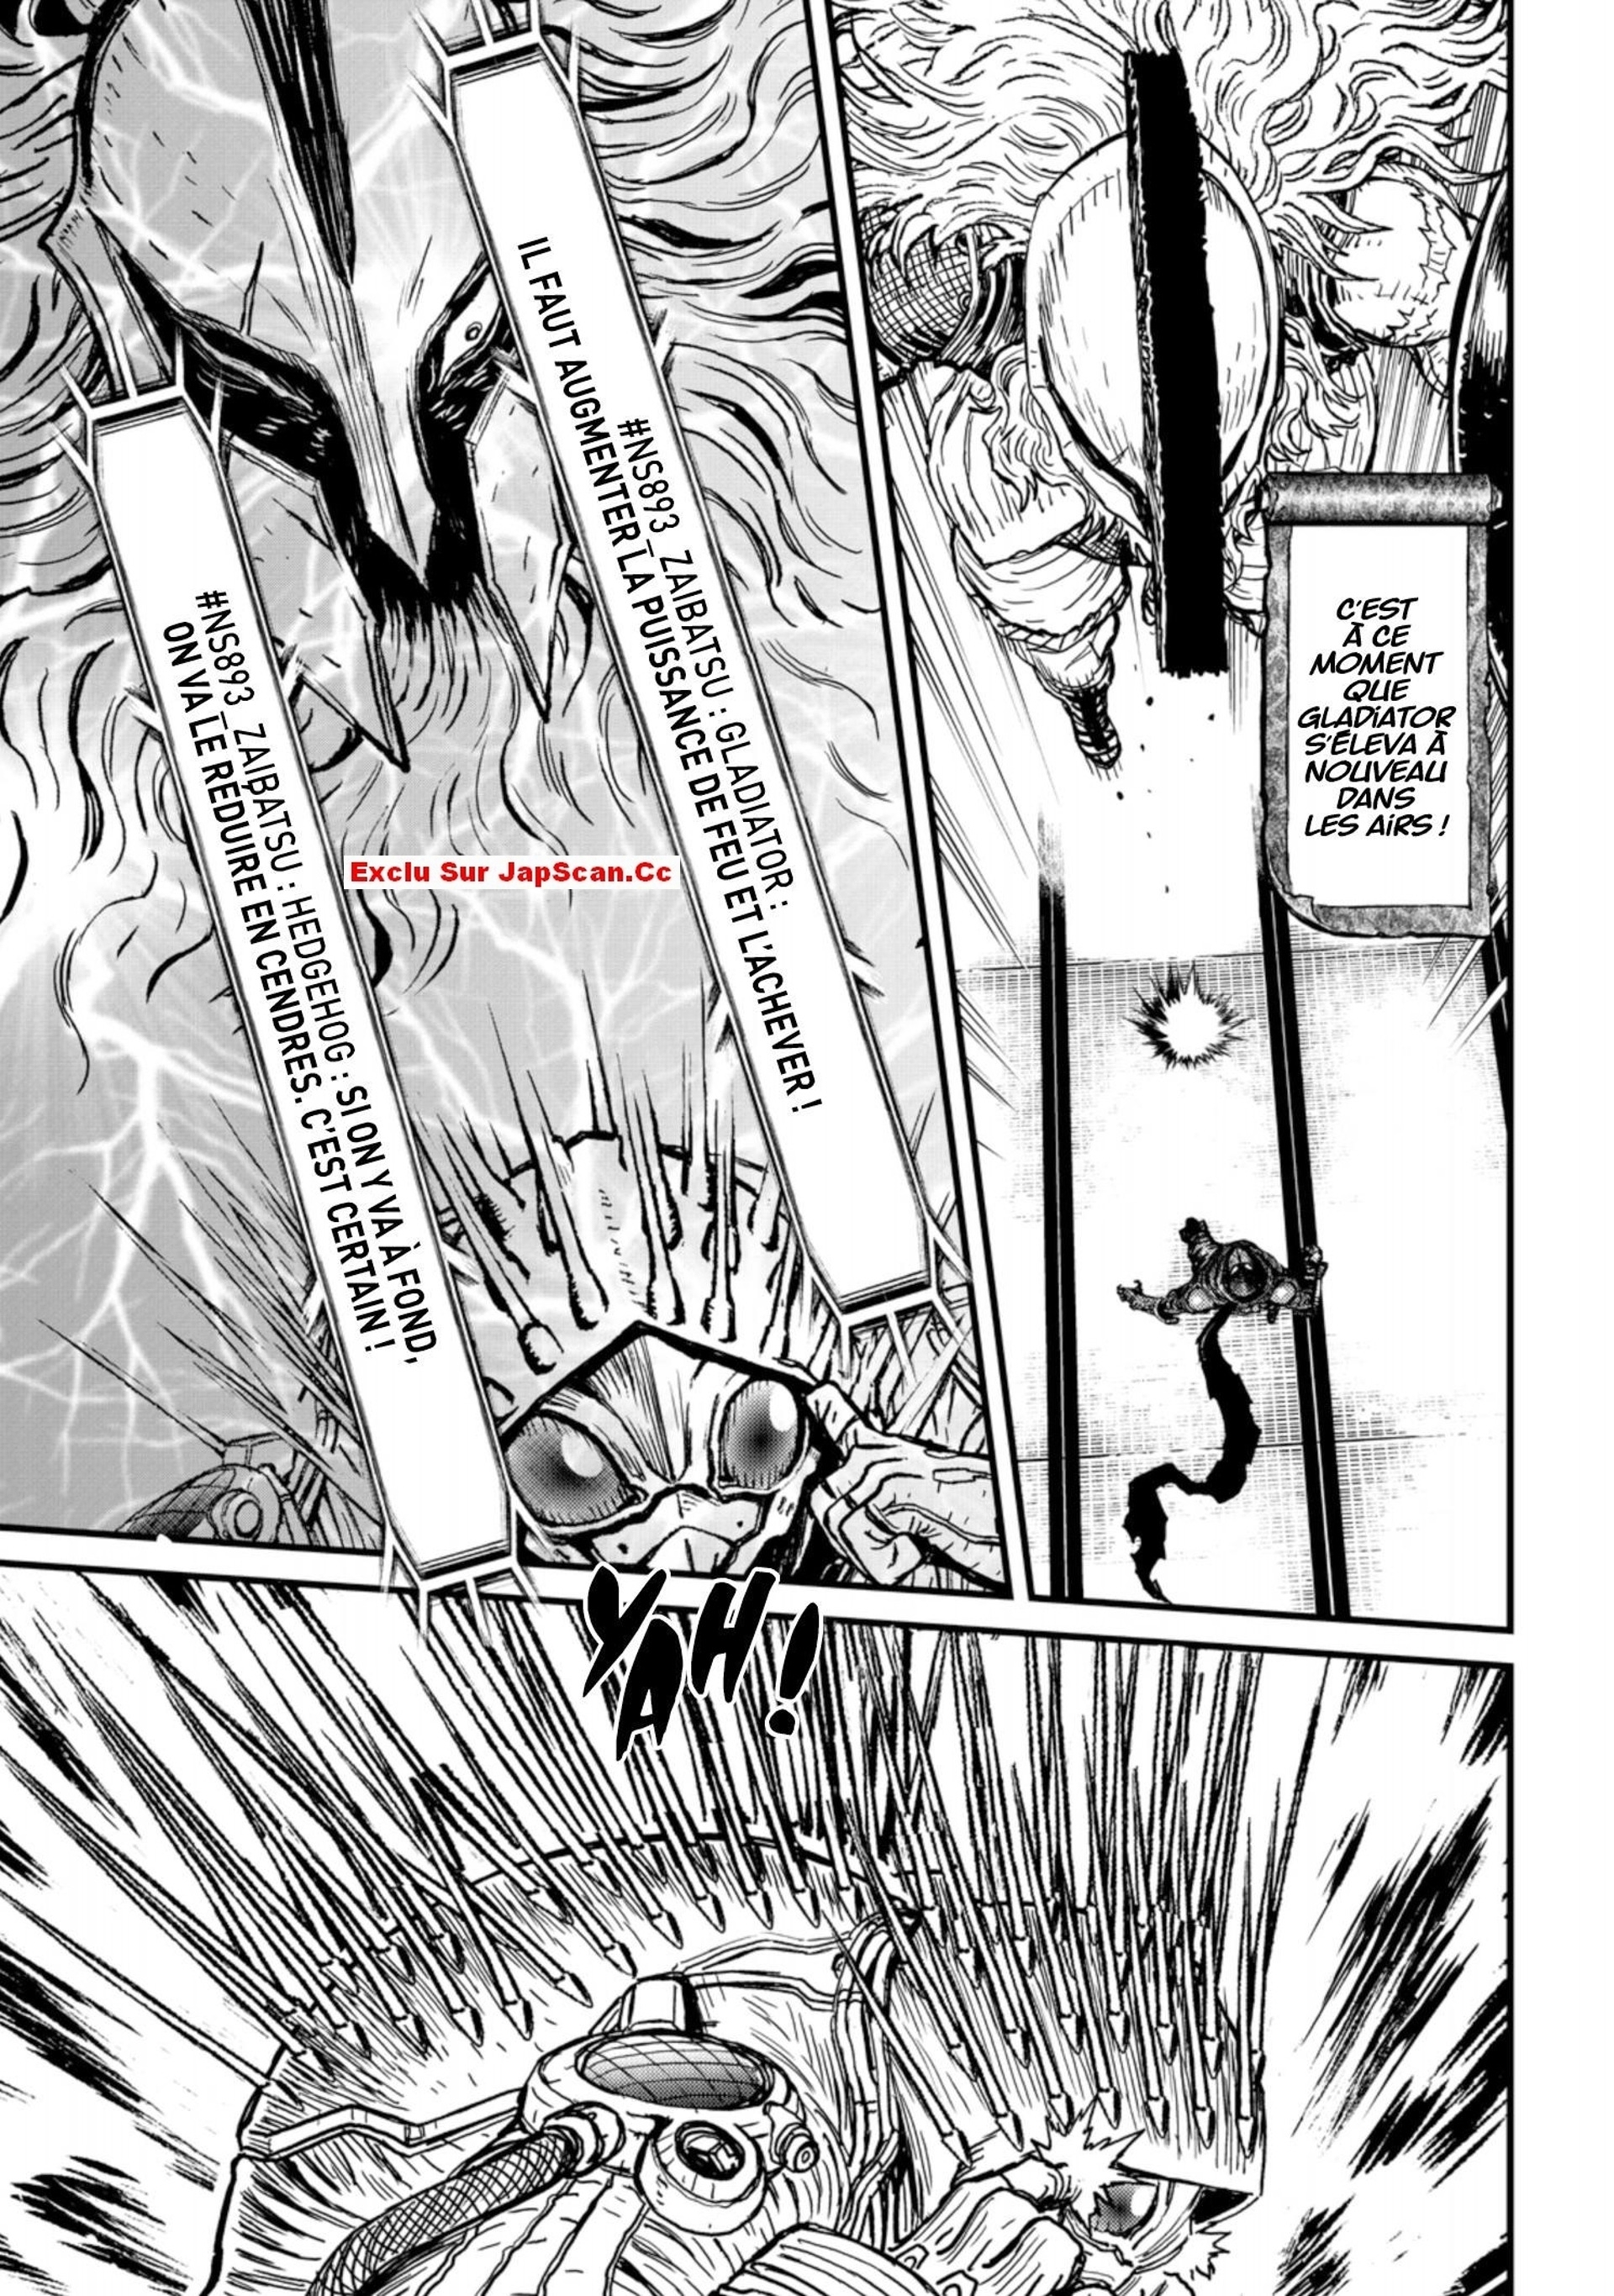 C'EST
À CE
MOMENT
QUE
GLADIATOR
S'ÉLEVA À
NOUVEAU
DANS
LES AIRS !
#NS893_ZAIBATSU : GLADIATOR :
IL FAUT AUGMENTER LA PUISSANCE DE FEU ET L'ACHEVER !
#NS893_ZAIBATSU : HEDGEHOG : SI ON Y VA À FOND,
ON VA LE RÉDUIRE EN CENDRES. C'EST CERTAIN !
Exclu Sur JapScan.Cc
YAH !